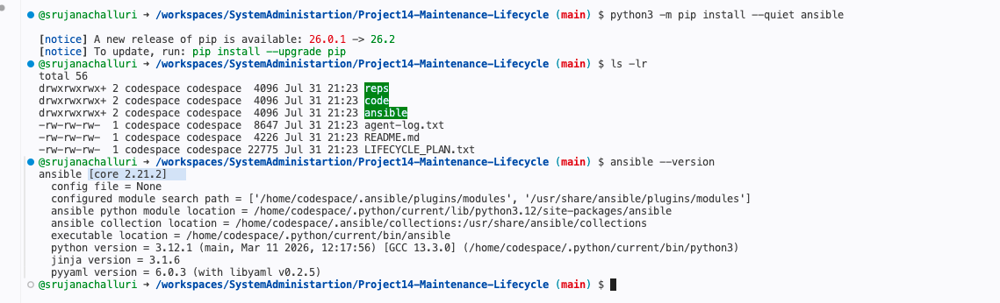 @srujanachalluri → /workspaces/SystemAdministartion/Project14-Maintenance-Lifecycle (main) $ python3 -m pip install --quiet ansible
[notice] A new release of pip is available: 26.0.1 -> 26.2
[notice] To update, run: pip install --upgrade pip
@srujanachalluri → /workspaces/SystemAdministartion/Project14-Maintenance-Lifecycle (main) $ ls -lr
total 56
drwxrwxrwx+ 2 codespace codespace  4096 Jul 31 21:23 reps
drwxrwxrwx+ 2 codespace codespace  4096 Jul 31 21:23 code
drwxrwxrwx+ 2 codespace codespace  4096 Jul 31 21:23 ansible
-rw-rw-rw-  1 codespace codespace  8647 Jul 31 21:23 agent-log.txt
-rw-rw-rw-  1 codespace codespace  4226 Jul 31 21:23 README.md
-rw-rw-rw-  1 codespace codespace 22775 Jul 31 21:23 LIFECYCLE_PLAN.txt
@srujanachalluri → /workspaces/SystemAdministartion/Project14-Maintenance-Lifecycle (main) $ ansible --version
ansible [core 2.21.2]
  config file = None
  configured module search path = ['/home/codespace/.ansible/plugins/modules', '/usr/share/ansible/plugins/modules']
  ansible python module location = /home/codespace/.python/current/lib/python3.12/site-packages/ansible
  ansible collection location = /home/codespace/.ansible/collections:/usr/share/ansible/collections
  executable location = /home/codespace/.python/current/bin/ansible
  python version = 3.12.1 (main, Mar 11 2026, 12:17:56) [GCC 13.3.0] (/home/codespace/.python/current/bin/python3)
  jinja version = 3.1.6
  pyyaml version = 6.0.3 (with libyaml v0.2.5)
@srujanachalluri → /workspaces/SystemAdministartion/Project14-Maintenance-Lifecycle (main) $